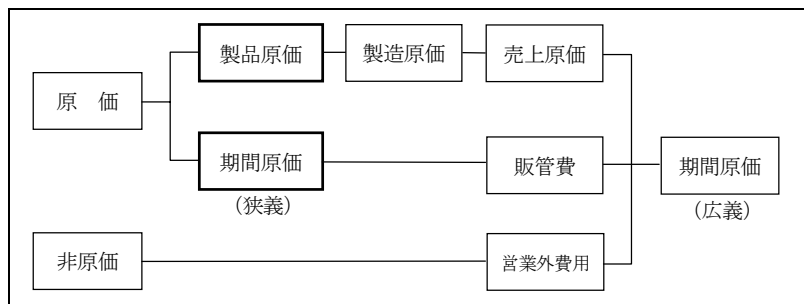 製品原価
製造原価
売上原価
原　価
期間原価
(狭義)
販管費
期間原価
(広義)
非原価
営業外費用